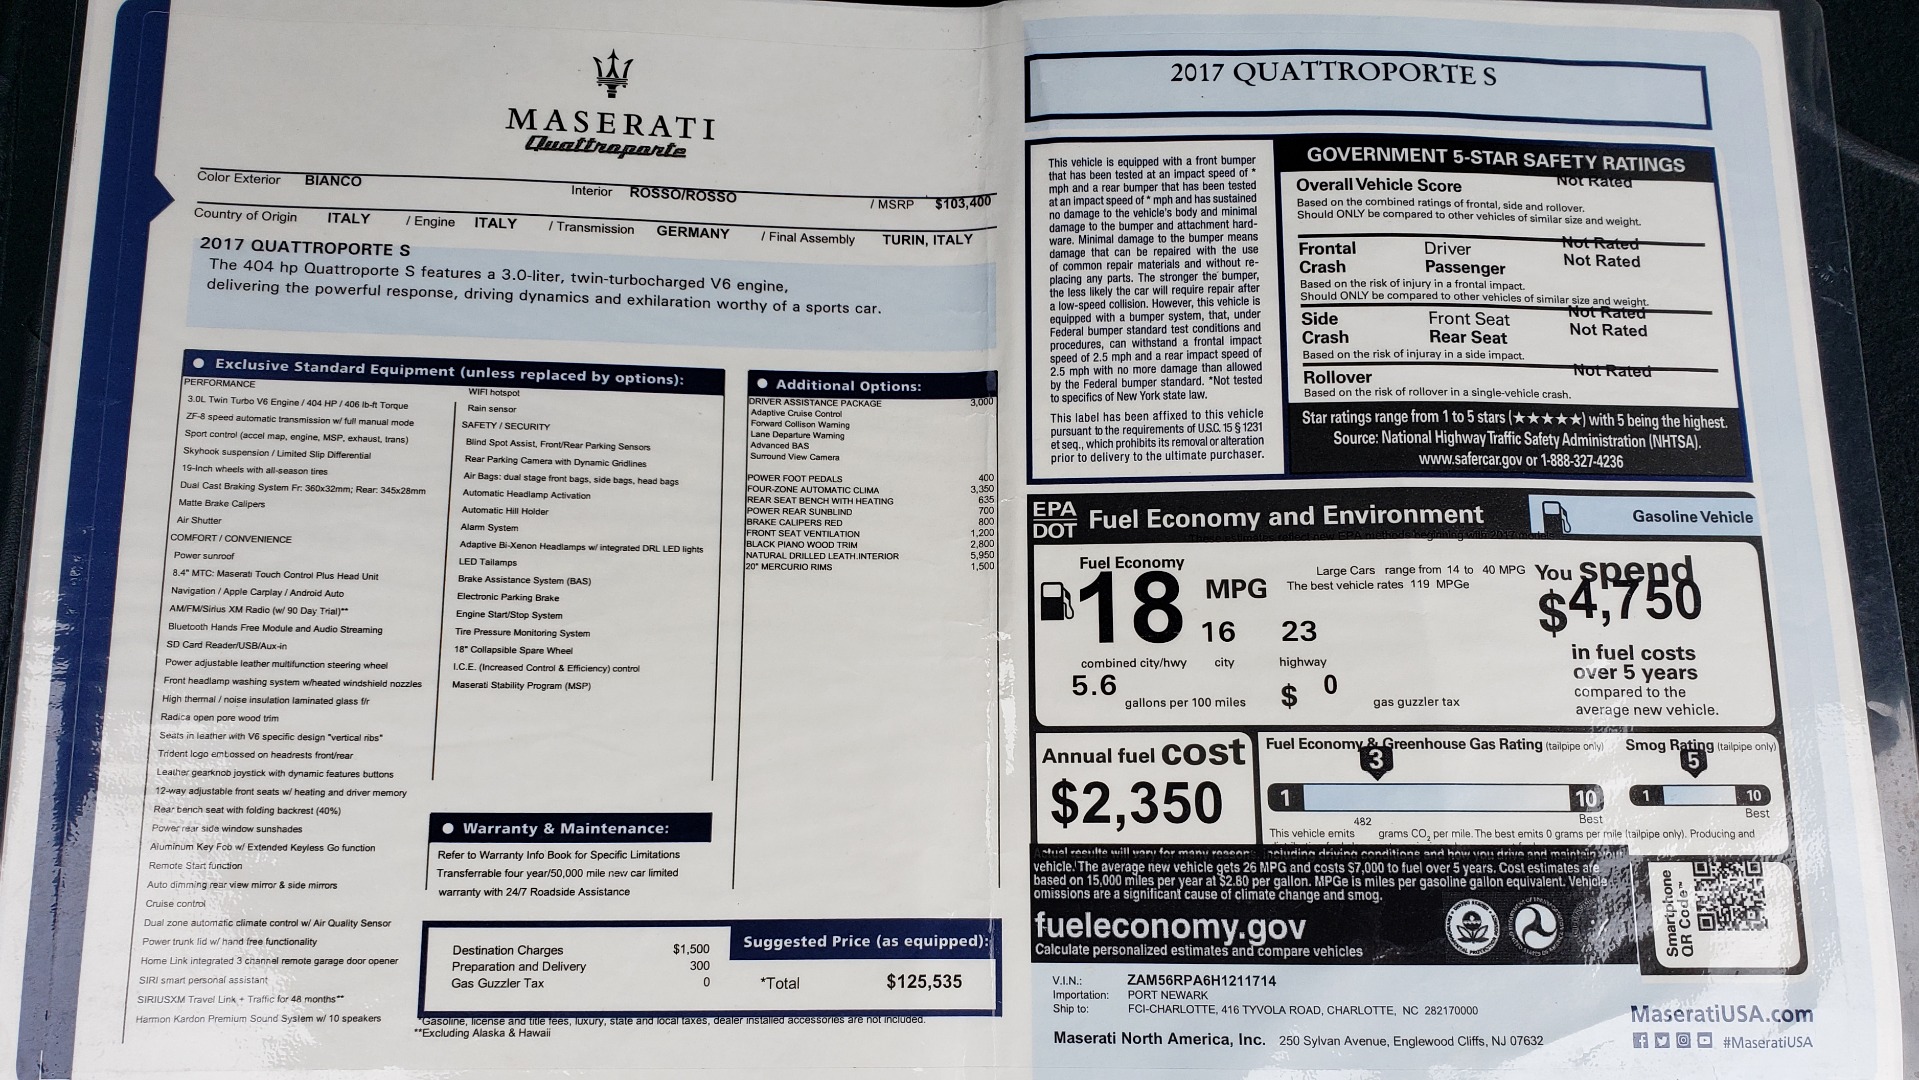 MASERATI
Quattroporte
Color Exterior BIANCO Interior ROSSO/ROSSO / MSRP $103,400
Country of Origin ITALY / Engine ITALY / Transmission GERMANY / Final Assembly TURIN, ITALY
2017 QUATTROPORTE S
The 404 hp Quattroporte S features a 3.0-liter, twin-turbocharged V6 engine,
delivering the powerful response, driving dynamics and exhilaration worthy of a sports car.
Exclusive Standard Equipment (unless replaced by options):
PERFORMANCE
3.0L Twin Turbo V6 Engine / 404 HP / 406 lb-ft Torque
ZF-8 speed automatic transmission w/ full manual mode
Sport control (accel map, engine, MSP, exhaust, trans)
Skyhook suspension / Limited Slip Differential
19-Inch wheels with all-season tires
Dual Cast Braking System Fr: 360x32mm; Rear: 345x28mm
Matte Brake Calipers
Air Shutter
COMFORT / CONVENIENCE
Power sunroof
8.4" MTC: Maserati Touch Control Plus Head Unit
Navigation / Apple Carplay / Android Auto
AM/FM/Sirius XM Radio (w/ 90 Day Trial)**
Bluetooth Hands Free Module and Audio Streaming
SD Card Reader/USB/Aux-in
Power adjustable leather multifunction steering wheel
Front headlamp washing system w/heated windshield nozzles
High thermal / noise insulation laminated glass f/r
Radica open pore wood trim
Seats in leather with V6 specific design "vertical ribs"
Trident logo embossed on headrests front/rear
Leather gearknob joystick with dynamic features buttons
12-way adjustable front seats w/ heating and driver memory
Rear bench seat with folding backrest (40%)
Power rear side window sunshades
Aluminum Key Fob w/ Extended Keyless Go function
Remote Start function
Auto dimming rear view mirror & side mirrors
Cruise control
Dual zone automatic climate control w/ Air Quality Sensor
Power trunk lid w/ hand free functionality
Home Link integrated 3 channel remote garage door opener
SIRI smart personal assistant
SIRIUSXM Travel Link + Traffic for 48 months**
Harmon Kardon Premium Sound System w/ 10 speakers
WIFI hotspot
Rain sensor
SAFETY / SECURITY
Blind Spot Assist, Front/Rear Parking Sensors
Rear Parking Camera with Dynamic Gridlines
Air Bags: dual stage front bags, side bags, head bags
Automatic Headlamp Activation
Automatic Hill Holder
Alarm System
Adaptive Bi-Xenon Headlamps w/ integrated DRL LED lights
LED Tailamps
Brake Assistance System (BAS)
Electronic Parking Brake
Engine Start/Stop System
Tire Pressure Monitoring System
18" Collapsible Spare Wheel
I.C.E. (Increased Control & Efficiency) control
Maserati Stability Program (MSP)
Additional Options:
DRIVER ASSISTANCE PACKAGE 3,000
Adaptive Cruise Control
Forward Collison Warning
Lane Departure Warning
Advanced BAS
Surround View Camera
POWER FOOT PEDALS 400
FOUR-ZONE AUTOMATIC CLIMA 3,350
REAR SEAT BENCH WITH HEATING 635
POWER REAR SUNBLIND 700
BRAKE CALIPERS RED 800
FRONT SEAT VENTILATION 1,200
BLACK PIANO WOOD TRIM 2,800
NATURAL DRILLED LEATH.INTERIOR 5,950
20" MERCURIO RIMS 1,500
Warranty & Maintenance:
Refer to Warranty Info Book for Specific Limitations
Transferrable four year/50,000 mile new car limited
warranty with 24/7 Roadside Assistance
Destination Charges $1,500
Preparation and Delivery 300
Gas Guzzler Tax 0
Suggested Price (as equipped):
*Total $125,535
*Gasoline, license and title fees, luxury, state and local taxes, dealer installed accessories are not included.
**Excluding Alaska & Hawaii
2017 QUATTROPORTE S
This vehicle is equipped with a front bumper
that has been tested at an impact speed of *
mph and a rear bumper that has been tested
at an impact speed of * mph and has sustained
no damage to the vehicle's body and minimal
damage to the bumper and attachment hard-
ware. Minimal damage to the bumper means
damage that can be repaired with the use
of common repair materials and without re-
placing any parts. The stronger the bumper,
the less likely the car will require repair after
a low-speed collision. However, this vehicle is
equipped with a bumper system, that, under
Federal bumper standard test conditions and
procedures, can withstand a frontal impact
speed of 2.5 mph and a rear impact speed of
2.5 mph with no more damage than allowed
by the Federal bumper standard. *Not tested
to specifics of New York state law.
This label has been affixed to this vehicle
pursuant to the requirements of U.S.C. 15 § 1231
et seq., which prohibits its removal or alteration
prior to delivery to the ultimate purchaser.
GOVERNMENT 5-STAR SAFETY RATINGS
Overall Vehicle Score Not Rated
Based on the combined ratings of frontal, side and rollover.
Should ONLY be compared to other vehicles of similar size and weight.
Frontal Driver Not Rated
Crash Passenger Not Rated
Based on the risk of injury in a frontal impact.
Should ONLY be compared to other vehicles of similar size and weight.
Side Front Seat Not Rated
Crash Rear Seat Not Rated
Based on the risk of injuray in a side impact.
Rollover Not Rated
Based on the risk of rollover in a single-vehicle crash.
Star ratings range from 1 to 5 stars (★★★★★) with 5 being the highest.
Source: National Highway Traffic Safety Administration (NHTSA).
www.safercar.gov or 1-888-327-4236
EPA
DOT
Fuel Economy and Environment
Gasoline Vehicle
Fuel Economy
18 MPG
Large Cars range from 14 to 40 MPG
The best vehicle rates 119 MPGe
16 23
combined city/hwy city highway
5.6 gallons per 100 miles
$ 0 gas guzzler tax
You spend
$4,750
in fuel costs
over 5 years
compared to the
average new vehicle.
Annual fuel cost
$2,350
Fuel Economy & Greenhouse Gas Rating (tailpipe only)
3
1 10
Best
Smog Rating (tailpipe only)
5
1 10
Best
This vehicle emits 482 grams CO2 per mile. The best emits 0 grams per mile (tailpipe only). Producing and
Actual results will vary for many reasons, including driving conditions and how you drive and maintain your
vehicle. The average new vehicle gets 26 MPG and costs $7,000 to fuel over 5 years. Cost estimates are
based on 15,000 miles per year at $2.80 per gallon. MPGe is miles per gasoline gallon equivalent. Vehicle
omissions are a significant cause of climate change and smog.
fueleconomy.gov
Calculate personalized estimates and compare vehicles
Smartphone
QR Code™
V.I.N.: ZAM56RPA6H1211714
Importation: PORT NEWARK
Ship to: FCI-CHARLOTTE, 416 TYVOLA ROAD, CHARLOTTE, NC 282170000
Maserati North America, Inc. 250 Sylvan Avenue, Englewood Cliffs, NJ 07632
MaseratiUSA.com
#MaseratiUSA